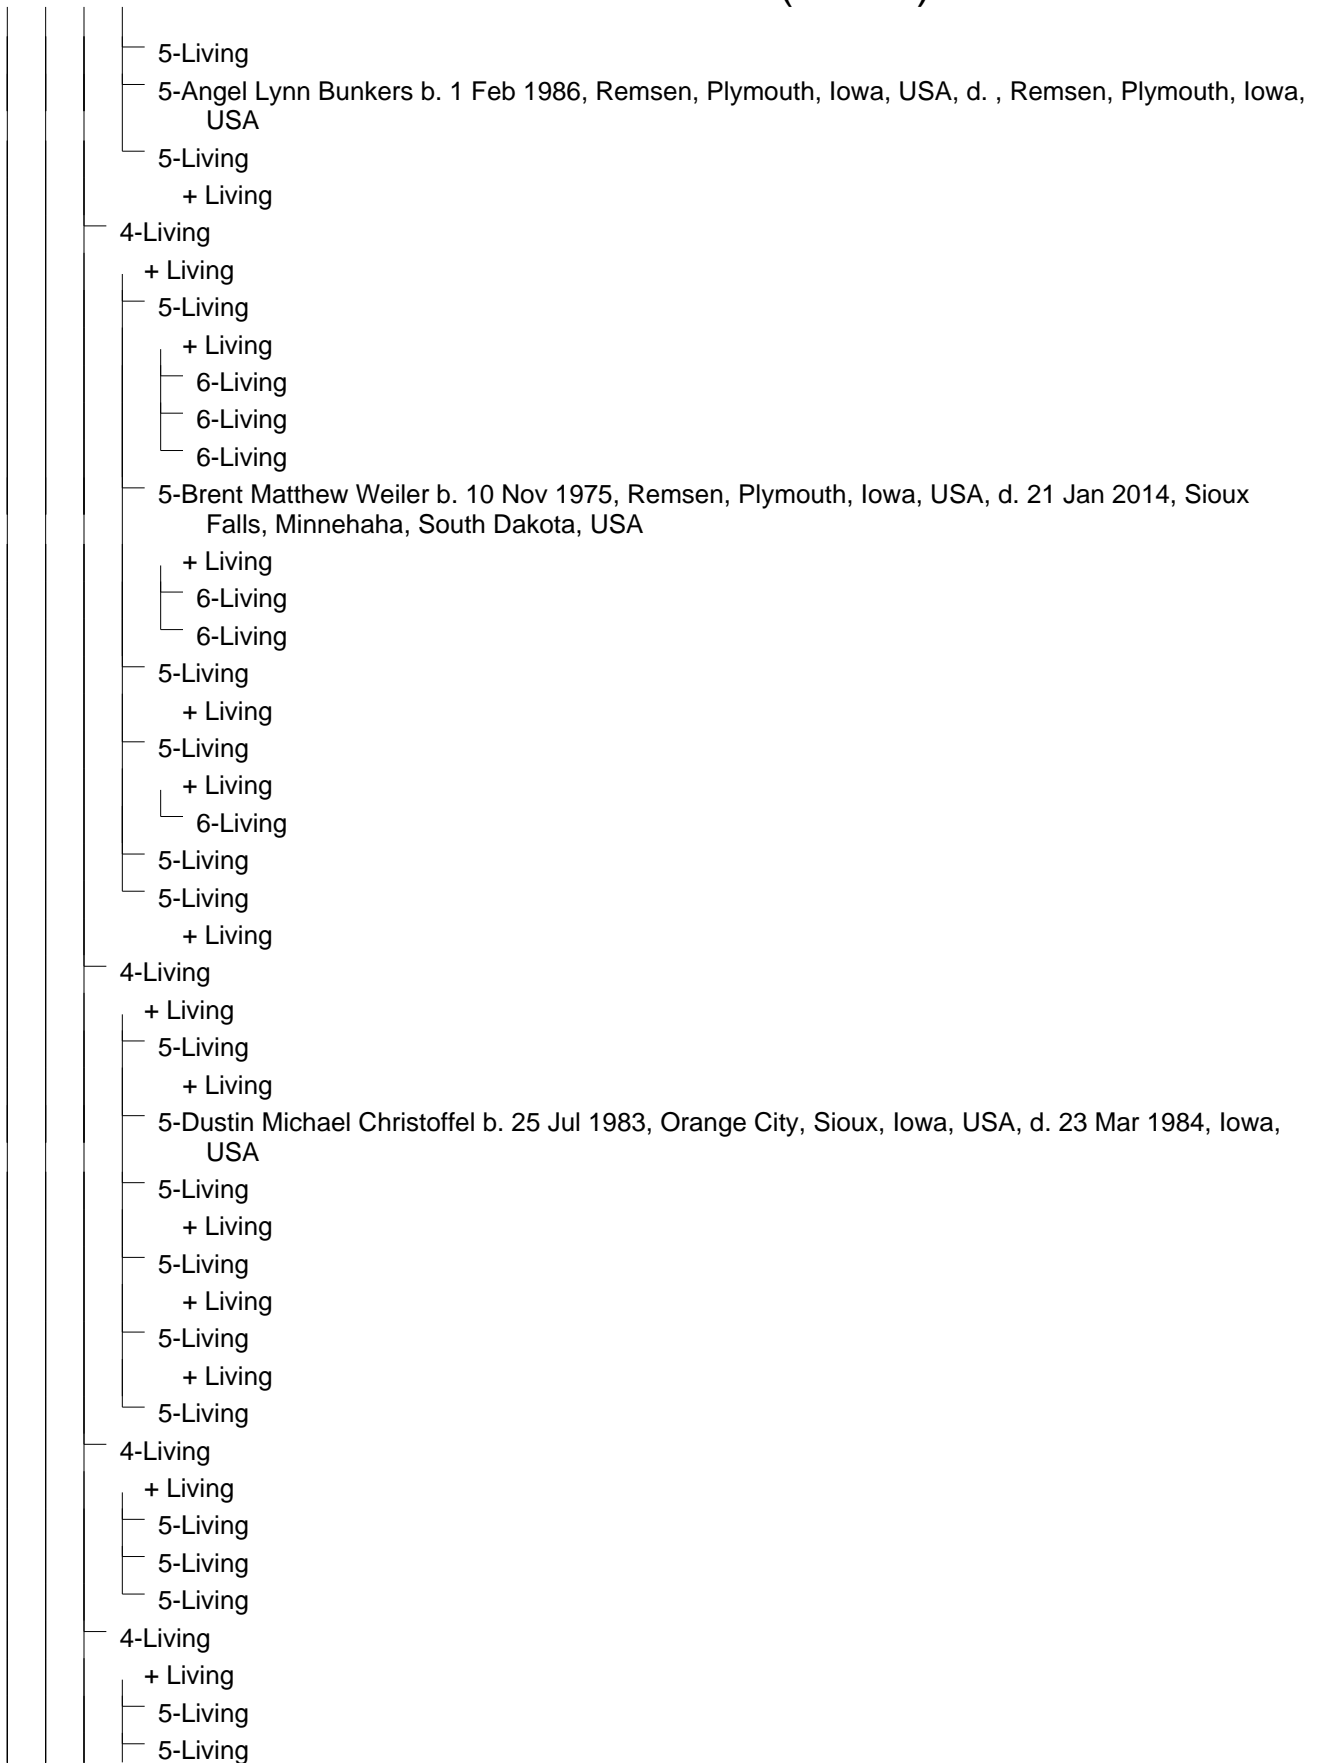 5-Living
5-Angel Lynn Bunkers b. 1 Feb 1986, Remsen, Plymouth, Iowa, USA, d. , Remsen, Plymouth, Iowa,
USA
5-Living
+ Living
4-Living
+ Living
5-Living
+ Living
6-Living
6-Living
6-Living
5-Brent Matthew Weiler b. 10 Nov 1975, Remsen, Plymouth, Iowa, USA, d. 21 Jan 2014, Sioux
Falls, Minnehaha, South Dakota, USA
+ Living
6-Living
6-Living
5-Living
+ Living
5-Living
+ Living
6-Living
5-Living
5-Living
+ Living
4-Living
+ Living
5-Living
+ Living
5-Dustin Michael Christoffel b. 25 Jul 1983, Orange City, Sioux, Iowa, USA, d. 23 Mar 1984, Iowa,
USA
5-Living
+ Living
5-Living
+ Living
5-Living
+ Living
5-Living
4-Living
+ Living
5-Living
5-Living
5-Living
4-Living
+ Living
5-Living
5-Living